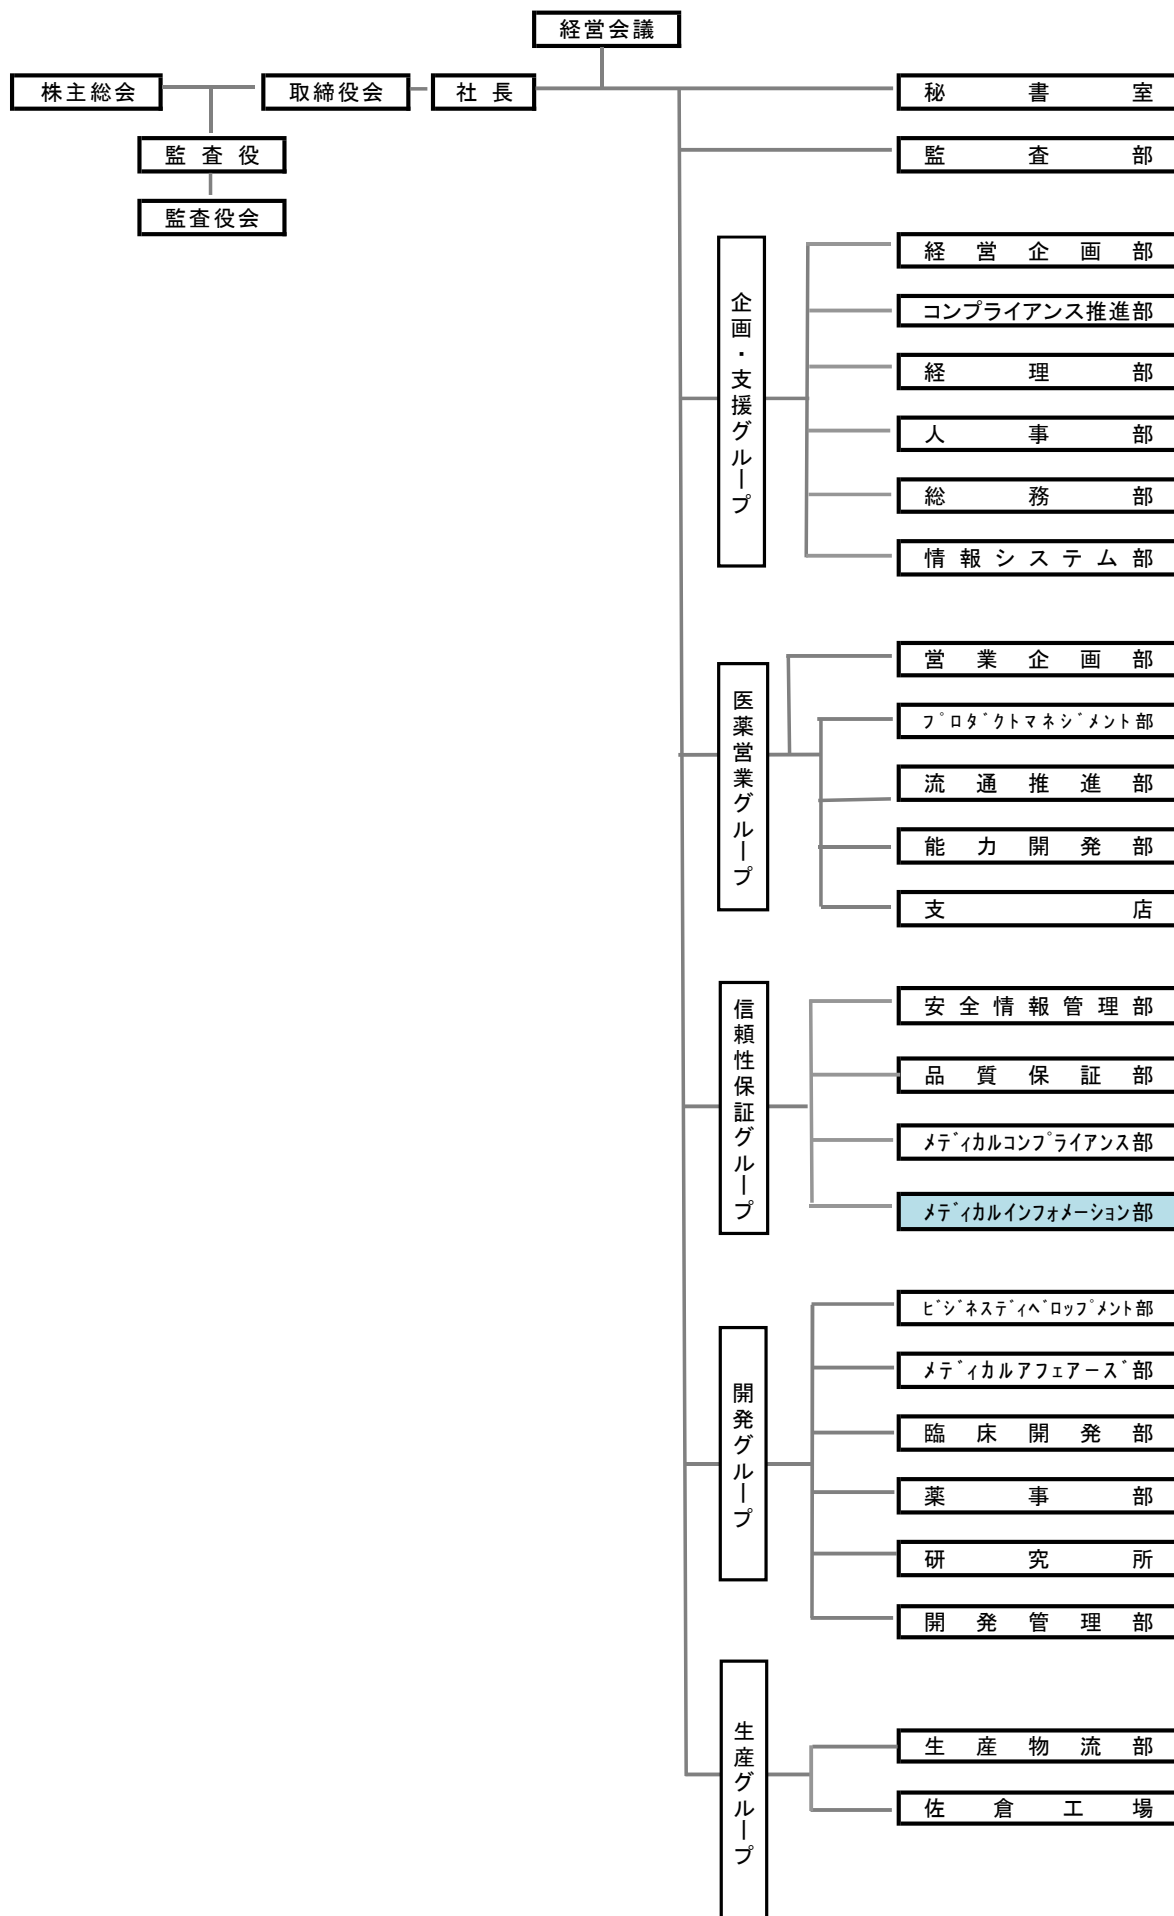 経営会議
株主総会
取締役会
社長
監査役
監査役会
秘書室
監査部
企画・支援グループ
経営企画部
コンプライアンス推進部
経理部
人事部
総務部
情報システム部
医薬営業グループ
営業企画部
プロダクトマネジメント部
流通推進部
能力開発部
支店
信頼性保証グループ
安全情報管理部
品質保証部
メディカルコンプライアンス部
メディカルインフォメーション部
開発グループ
ビジネスディベロップメント部
メディカルアフェアーズ部
臨床開発部
薬事部
研究所
開発管理部
生産グループ
生産物流部
佐倉工場